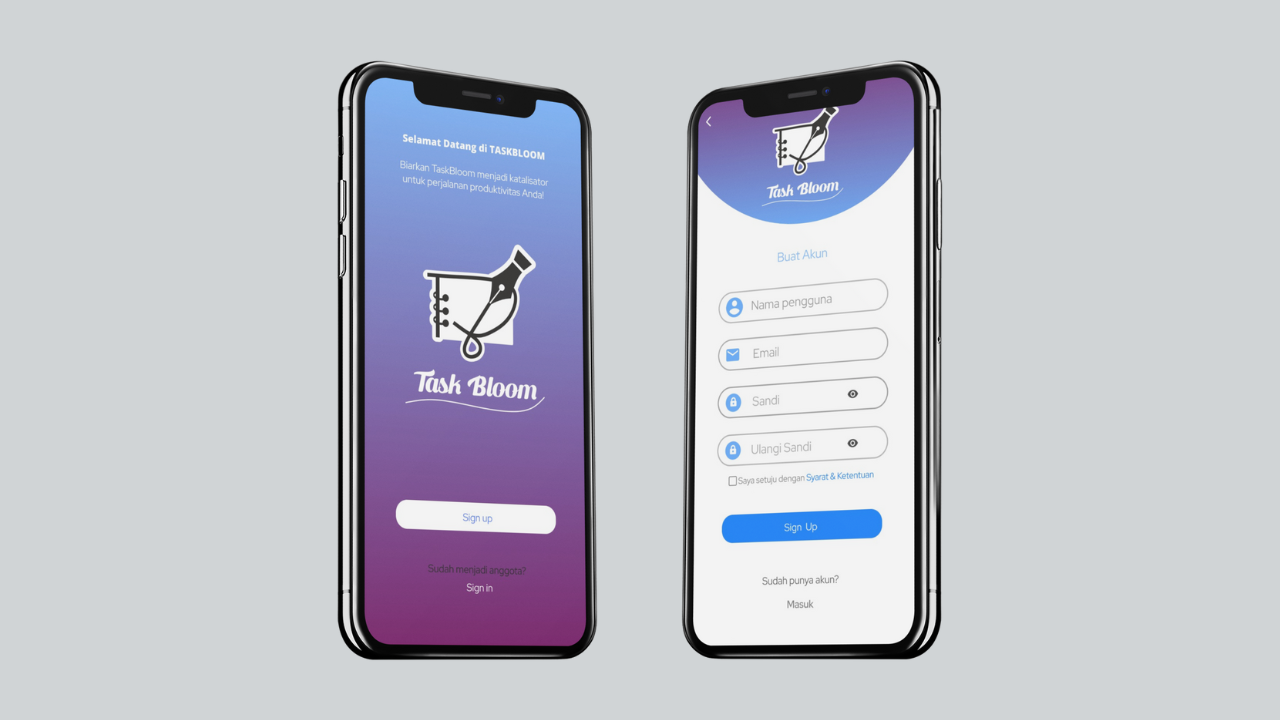 Selamat Datang di TASKBLOOM
Biarkan TaskBloom menjadi katalisator
untuk perjalanan produktivitas Anda!
Task Bloom
Sign up
Sudah menjadi anggota?
Sign in
Task Bloom
Buat Akun
Nama pengguna
Email
Sandi
Ulangi Sandi
Saya setuju dengan Syarat & Ketentuan
Sign Up
Sudah punya akun?
Masuk